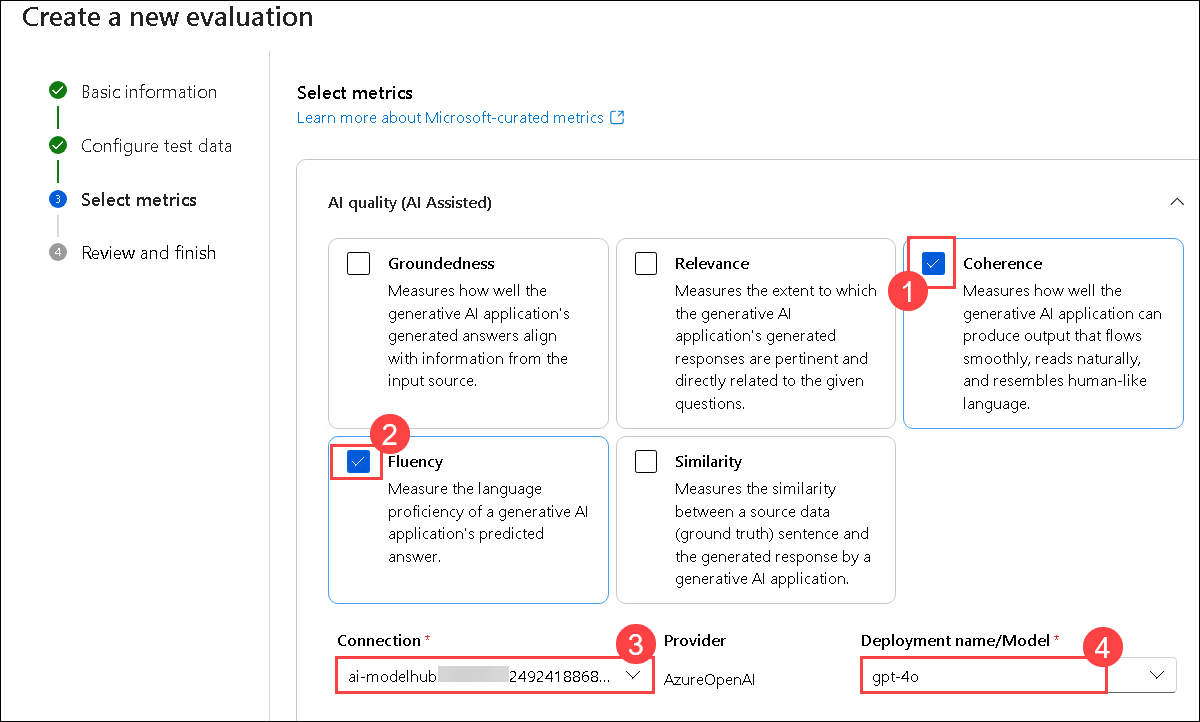 Create a new evaluation
Basic information
Configure test data
3
Select metrics
4
Review and finish
Select metrics
Learn more about Microsoft-curated metrics
AI quality (AI Assisted)
Groundedness
Measures how well the
generative AI application's
generated answers align
with information from the
input source.
Relevance
Measures the extent to which
the generative AI
application's generated
responses are pertinent and
directly related to the given
questions.
1
Coherence
Measures how well the
generative AI application can
produce output that flows
smoothly, reads naturally,
and resembles human-like
language.
2
Fluency
Measure the language
proficiency of a generative AI
application's predicted
answer.
Similarity
Measures the similarity
between a source data
(ground truth) sentence and
the generated response by a
generative AI application.
Connection *
3
ai-modelhub 2492418868...
Provider
AzureOpenAI
Deployment name/Model *
4
gpt-4o